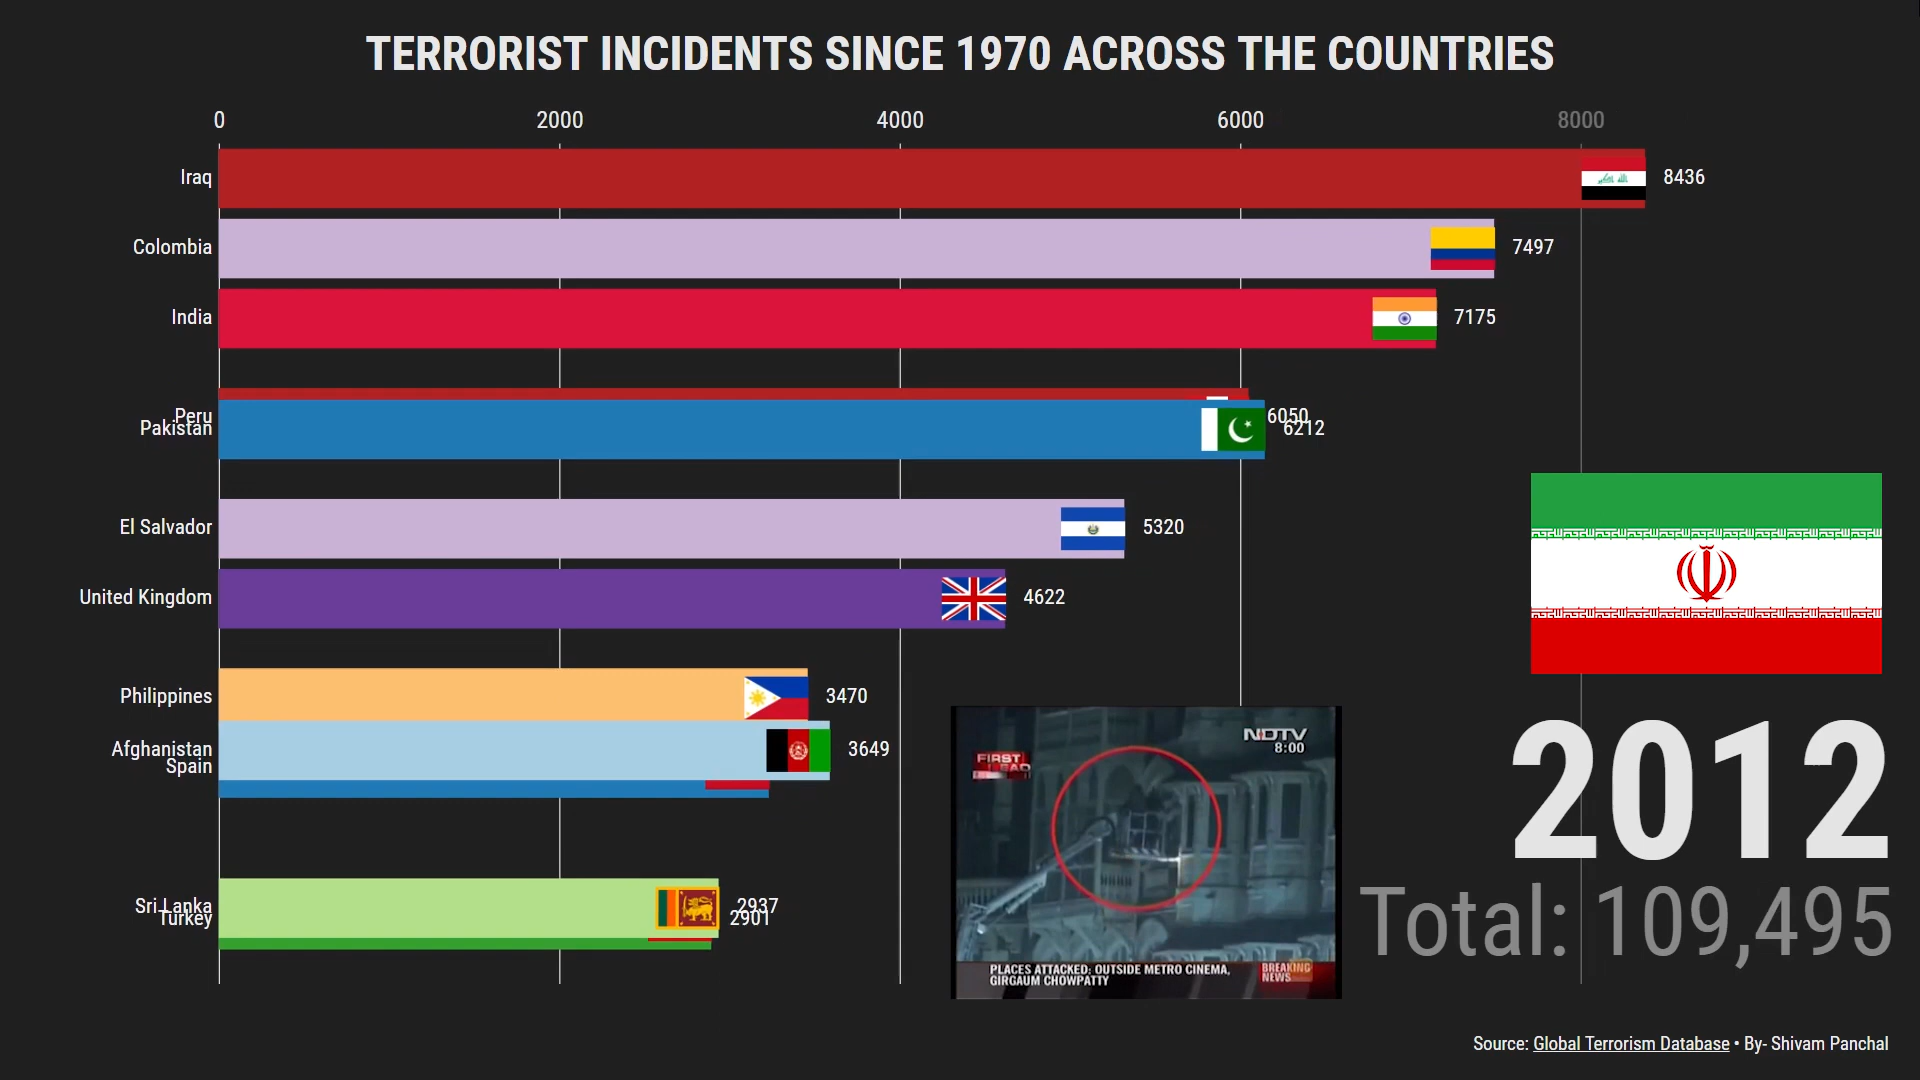 TERRORIST INCIDENTS SINCE 1970 ACROSS THE COUNTRIES
0 2000 4000 6000 8000
Iraq 8436
Colombia 7497
India 7175
Peru 6050
Pakistan 6212
El Salvador 5320
United Kingdom 4622
Philippines 3470
Afghanistan 3649
Spain
Sri Lanka 2937
Turkey 2901
NDTV
8:00
FIRST
PLACES ATTACKED: OUTSIDE METRO CINEMA,
GIRGAUM CHOWPATTY
BREAKING
NEWS
2012
Total: 109,495
Source: Global Terrorism Database • By- Shivam Panchal